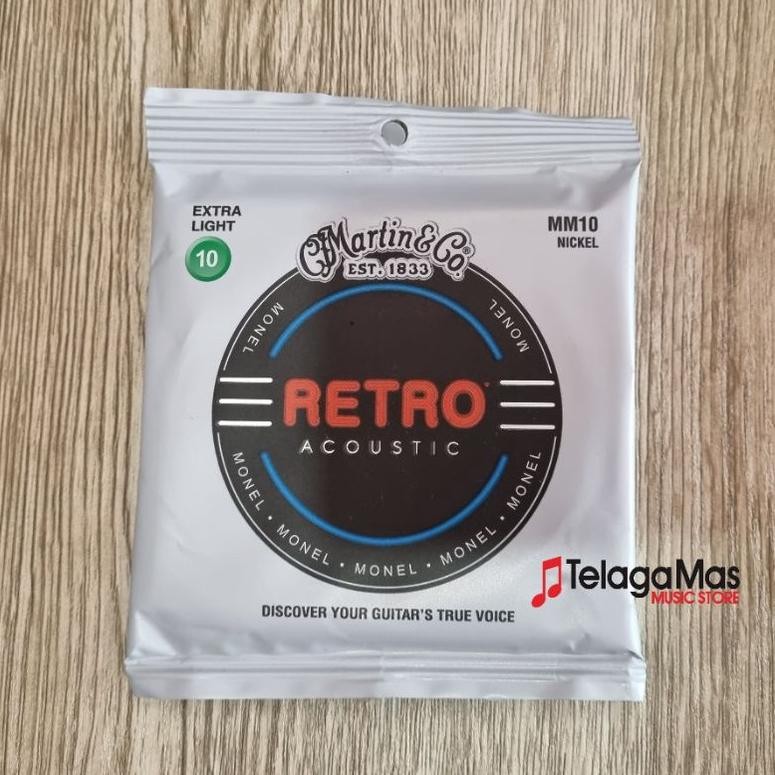 EXTRA
LIGHT
10
C.F. Martin & Co.®
EST. 1833
MM10
NICKEL
MONEL
MONEL
RETRO
ACOUSTIC
MONEL • MONEL • MONEL • MONEL • MONEL
DISCOVER YOUR GUITAR'S TRUE VOICE
TelagaMas
MUSIC STORE